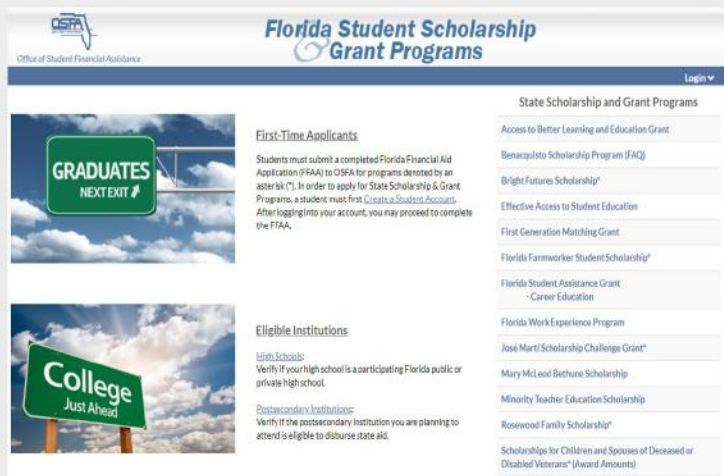 OSFA
Office of Student Financial Assistance
Florida Student Scholarship
& Grant Programs
Login
GRADUATES
NEXT EXIT
First-Time Applicants
Students must submit a completed Florida Financial Aid
Application (FFAA) to OSFA for programs denoted by an
asterisk (*). In order to apply for State Scholarship & Grant
Programs, a student must first Create a Student Account.
After logging into your account, you may proceed to complete
the FFAA.
College
Just Ahead
Eligible Institutions
High Schools:
Verify if your high school is a participating Florida public or
private high school.
Postsecondary Institutions:
Verify if the postsecondary institution you are planning to
attend is eligible to disburse state aid.
State Scholarship and Grant Programs
Access to Better Learning and Education Grant
Benacquisto Scholarship Program (FAQ)
Bright Futures Scholarship*
Effective Access to Student Education
First Generation Matching Grant
Florida Farmworker Student Scholarship*
Florida Student Assistance Grant
- Career Education
Florida Work Experience Program
José Martí Scholarship Challenge Grant*
Mary McLeod Bethune Scholarship
Minority Teacher Education Scholarship
Rosewood Family Scholarship*
Scholarships for Children and Spouses of Deceased or
Disabled Veterans* (Award Amounts)